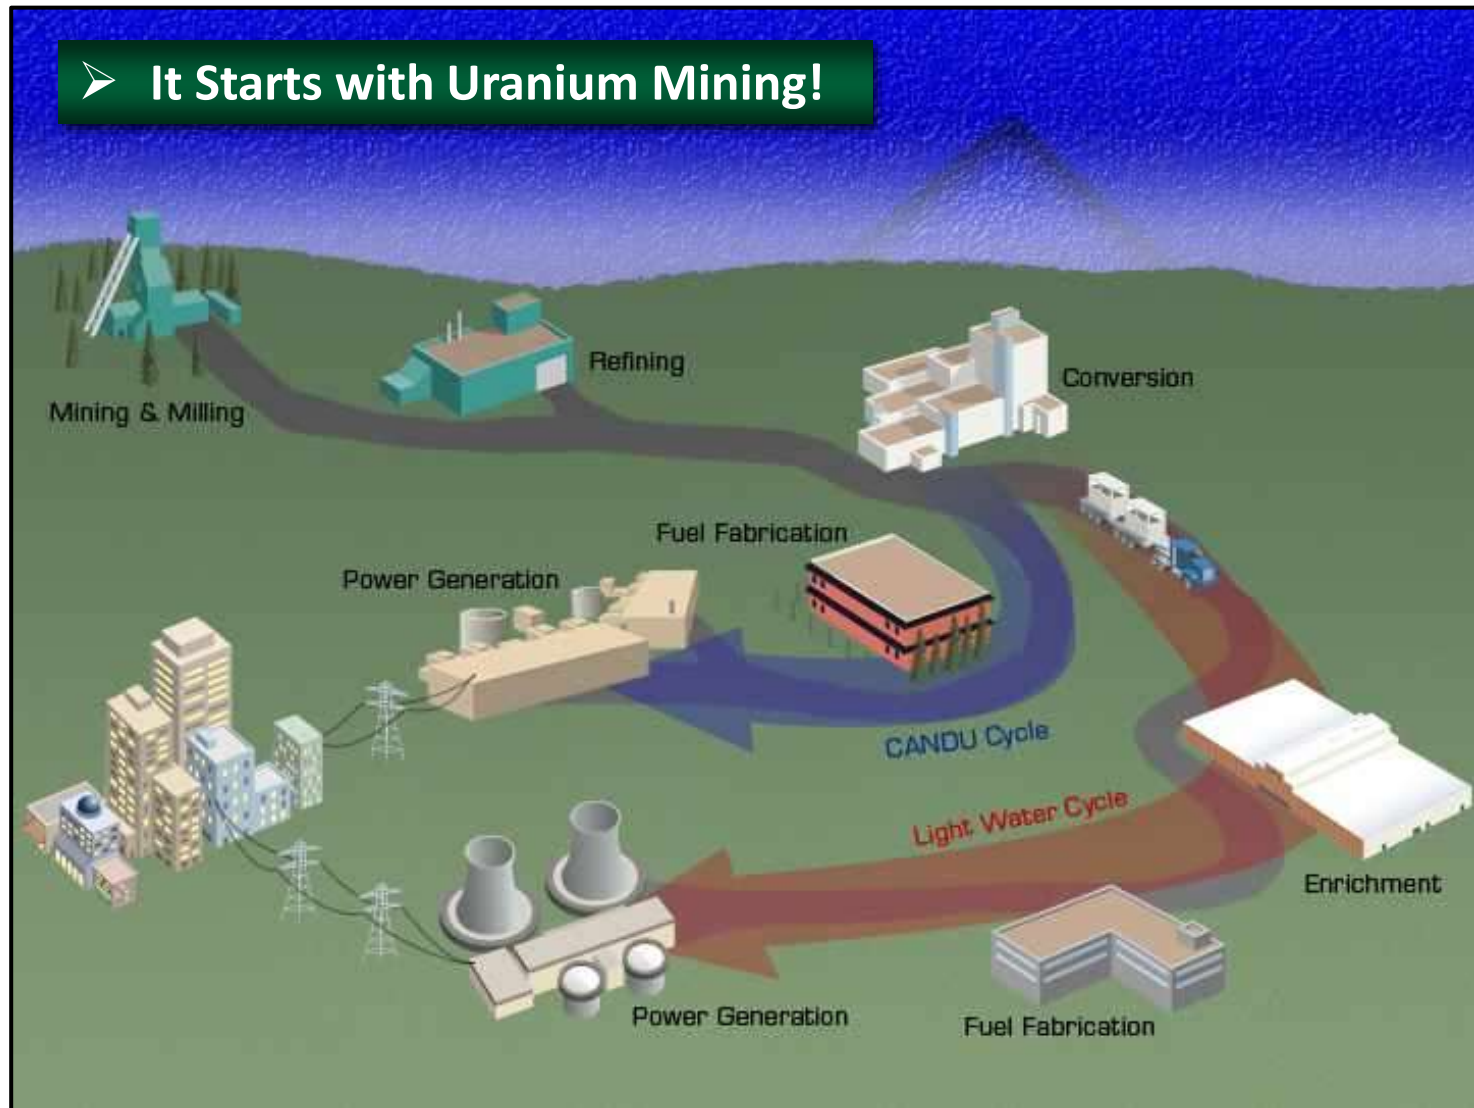 ➢ It Starts with Uranium Mining!
Mining & Milling
Refining
Conversion
Fuel Fabrication
Power Generation
CANDU Cycle
Light Water Cycle
Enrichment
Power Generation
Fuel Fabrication